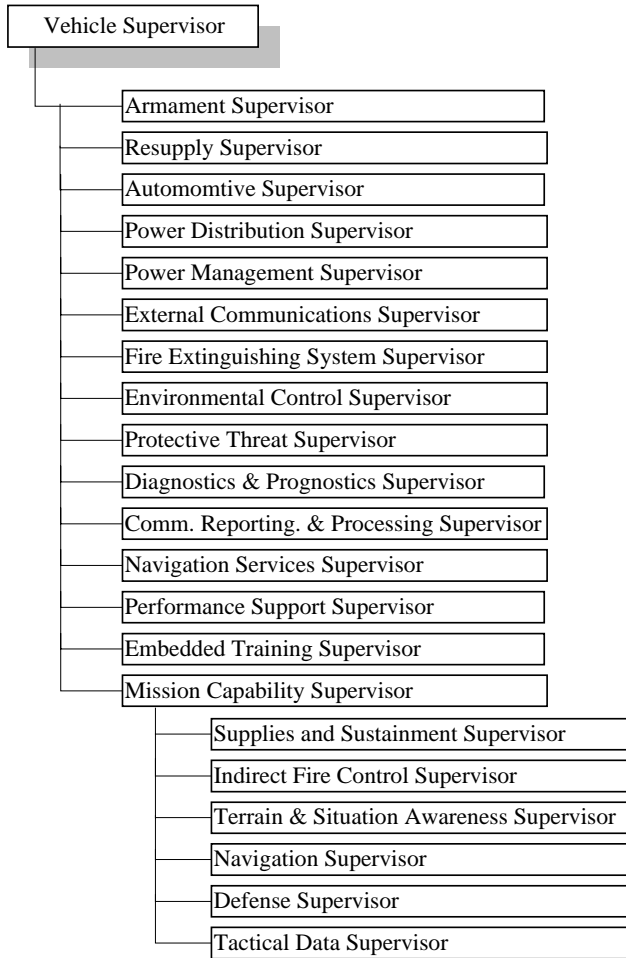 Vehicle Supervisor
Armament Supervisor
Resupply Supervisor
Automomtive Supervisor
Power Distribution Supervisor
Power Management Supervisor
External Communications Supervisor
Fire Extinguishing System Supervisor
Environmental Control Supervisor
Protective Threat Supervisor
Diagnostics & Prognostics Supervisor
Comm. Reporting. & Processing Supervisor
Navigation Services Supervisor
Performance Support Supervisor
Embedded Training Supervisor
Mission Capability Supervisor
Supplies and Sustainment Supervisor
Indirect Fire Control Supervisor
Terrain & Situation Awareness Supervisor
Navigation Supervisor
Defense Supervisor
Tactical Data Supervisor